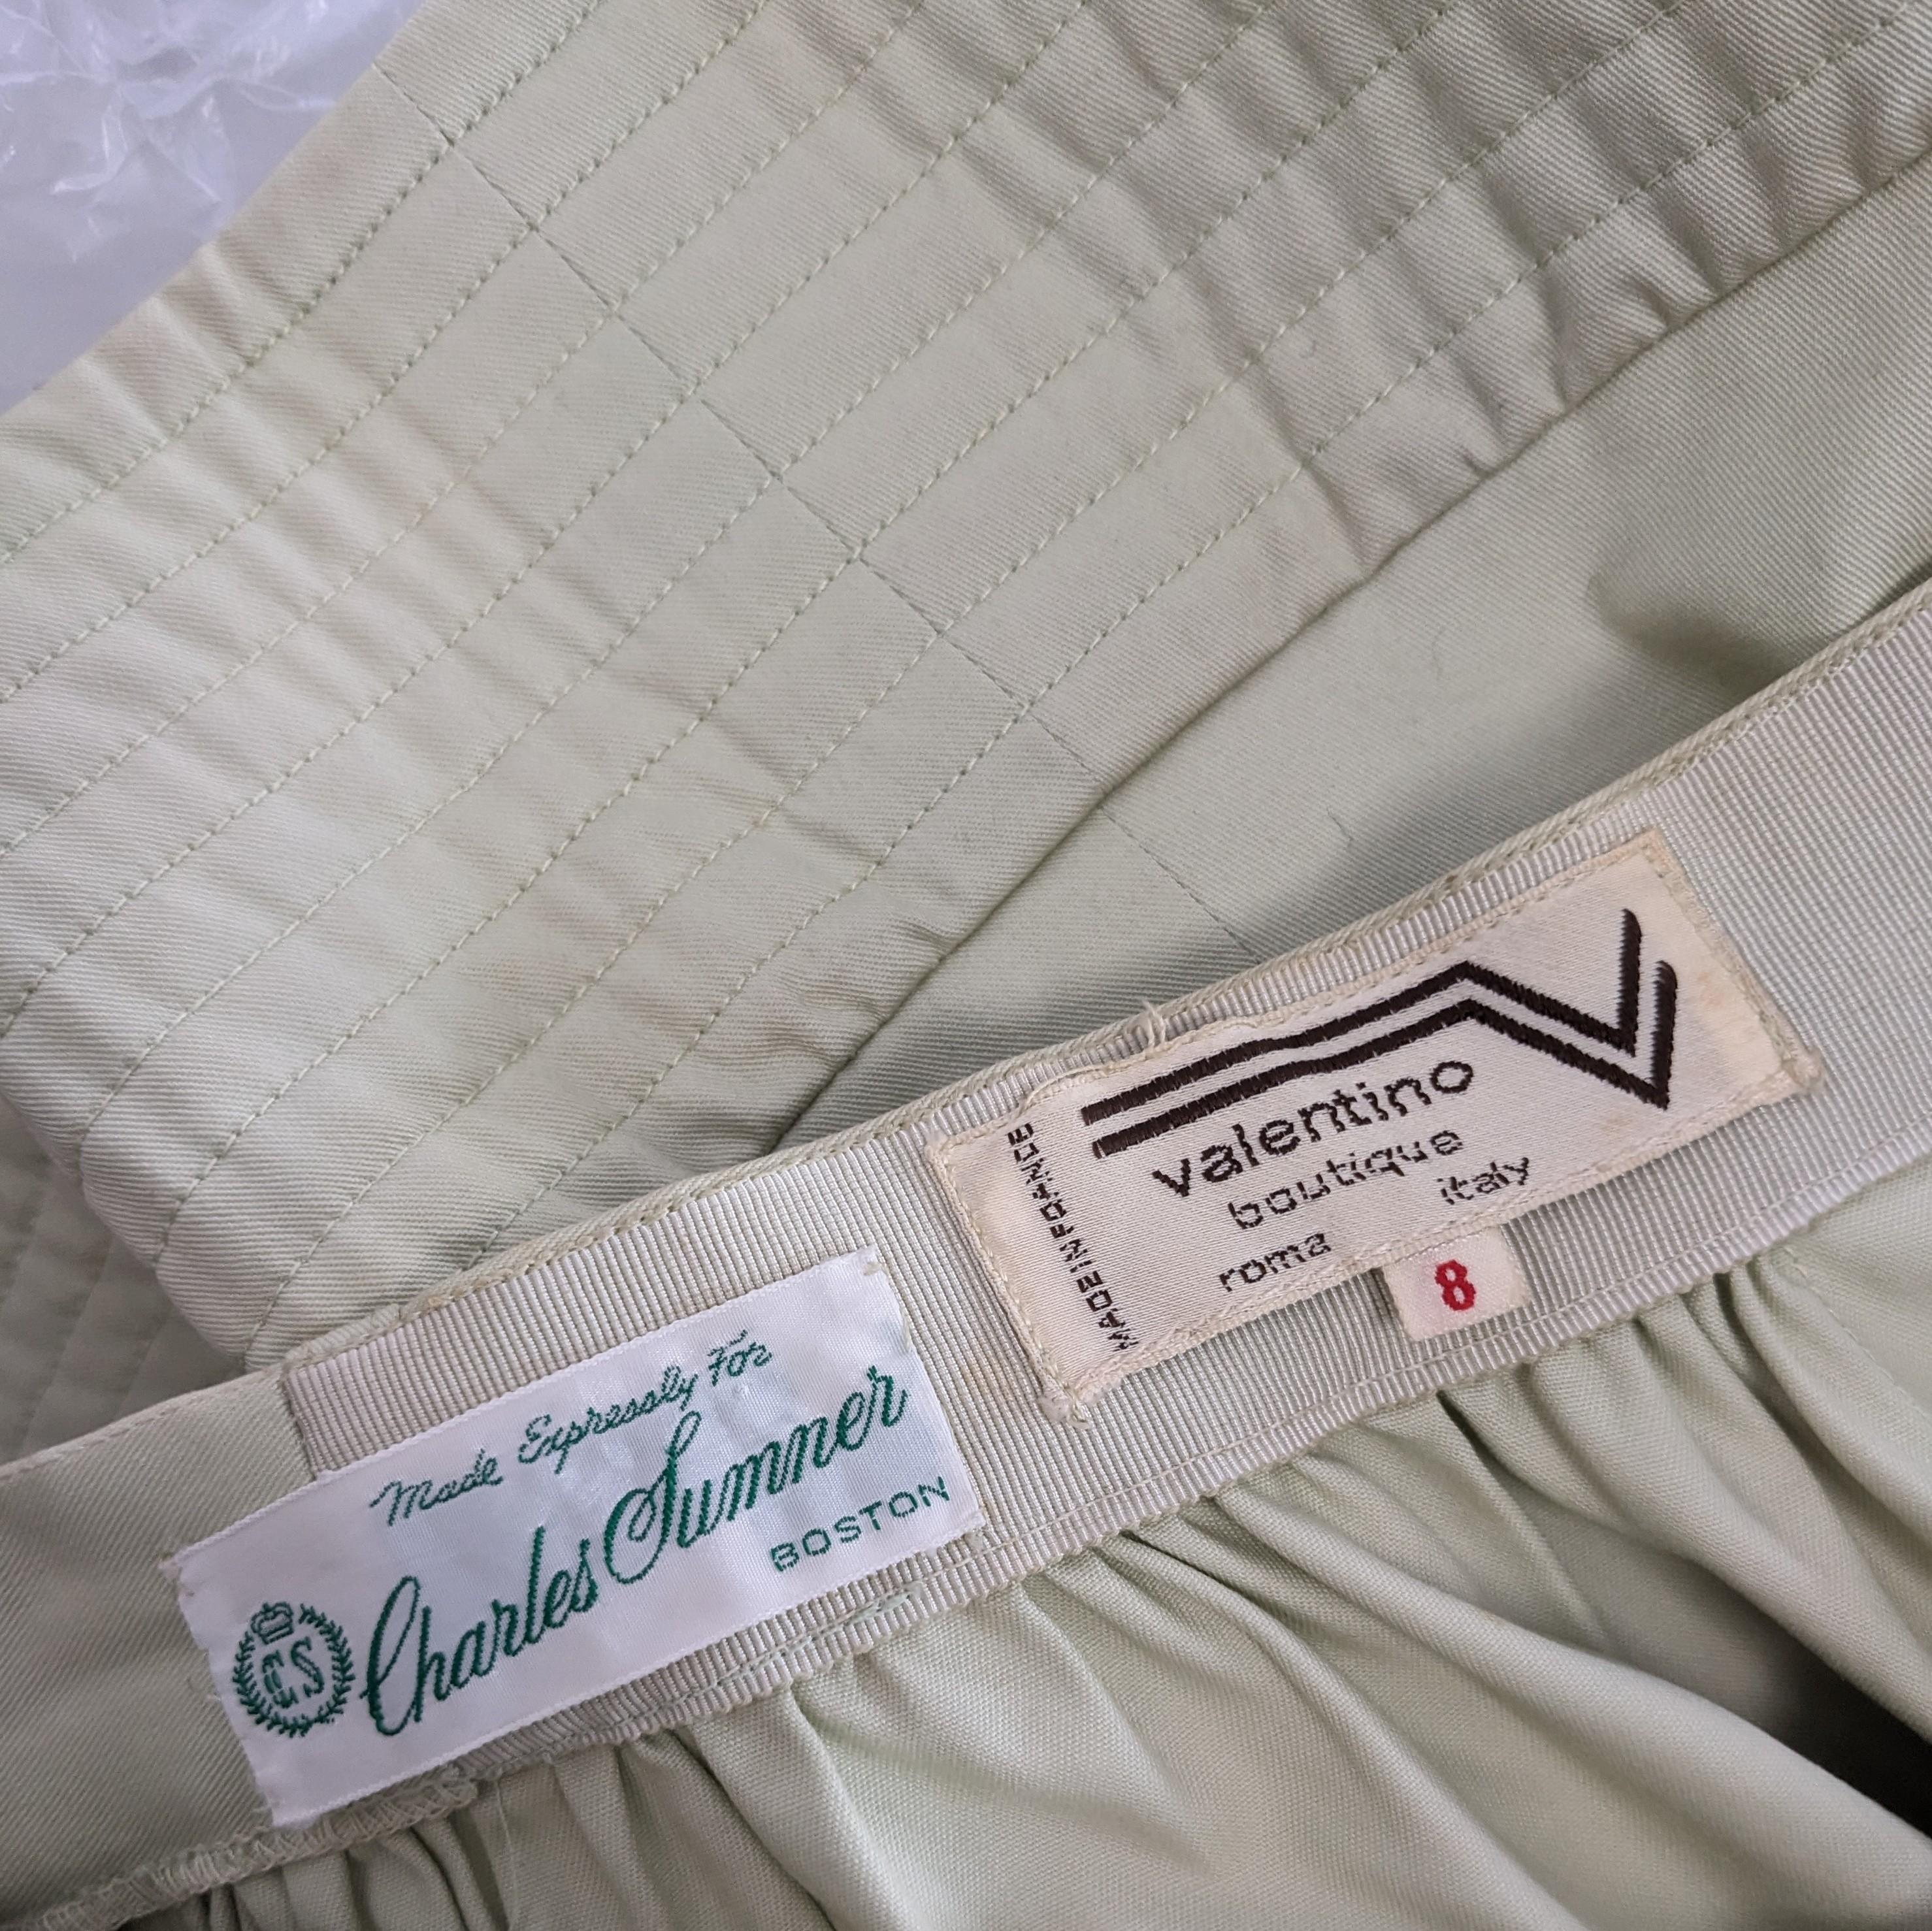 MADE IN FRANCE
valentino
boutique
roma italy
8
Made Expressly For
Charles Sumner
BOSTON
CS